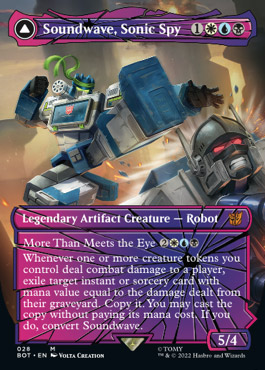 Soundwave, Sonic Spy 1
Legendary Artifact Creature — Robot
More Than Meets the Eye 2
Whenever one or more creature tokens you
control deal combat damage to a player,
exile target instant or sorcery card with
mana value equal to the damage dealt from
their graveyard. Copy it. You may cast the
copy without paying its mana cost. If you
do, convert Soundwave.
5/4
028 M
BOT • EN VOLTA CREATION
©TOMY
™ & © 2022 Hasbro and Wizards